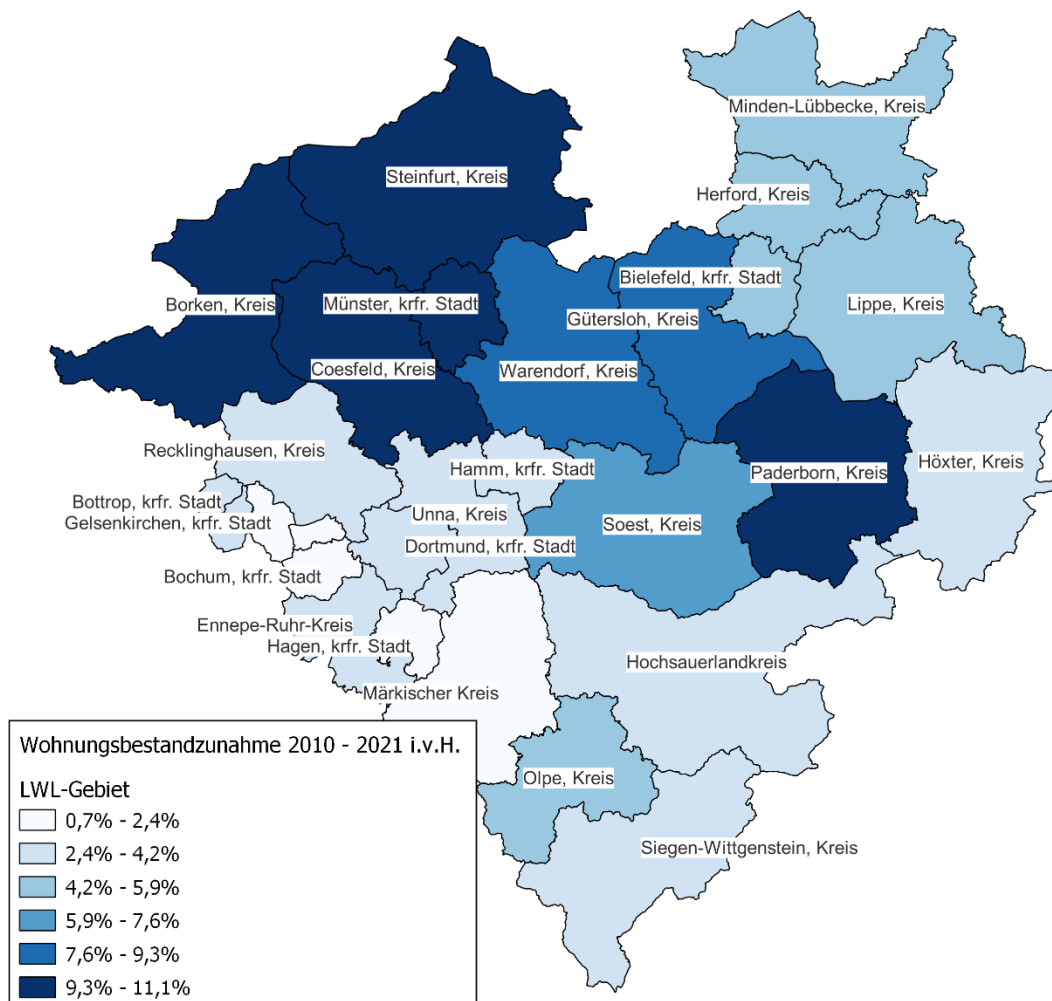 Minden-Lübbecke, Kreis
Steinfurt, Kreis
Herford, Kreis
Bielefeld, krfr. Stadt
Borken, Kreis
Münster, krfr. Stadt
Lippe, Kreis
Gütersloh, Kreis
Coesfeld, Kreis
Warendorf, Kreis
Recklinghausen, Kreis
Hamm, krfr. Stadt
Paderborn, Kreis
Höxter, Kreis
Bottrop, krfr. Stadt
Gelsenkirchen, krfr. Stadt
Unna, Kreis
Soest, Kreis
Dortmund, krfr. Stadt
Bochum, krfr. Stadt
Ennepe-Ruhr-Kreis
Hagen, krfr. Stadt
Hochsauerlandkreis
Märkischer Kreis
Olpe, Kreis
Siegen-Wittgenstein, Kreis
Wohnungsbestandzunahme 2010 - 2021 i.v.H.
LWL-Gebiet
0,7% - 2,4%
2,4% - 4,2%
4,2% - 5,9%
5,9% - 7,6%
7,6% - 9,3%
9,3% - 11,1%